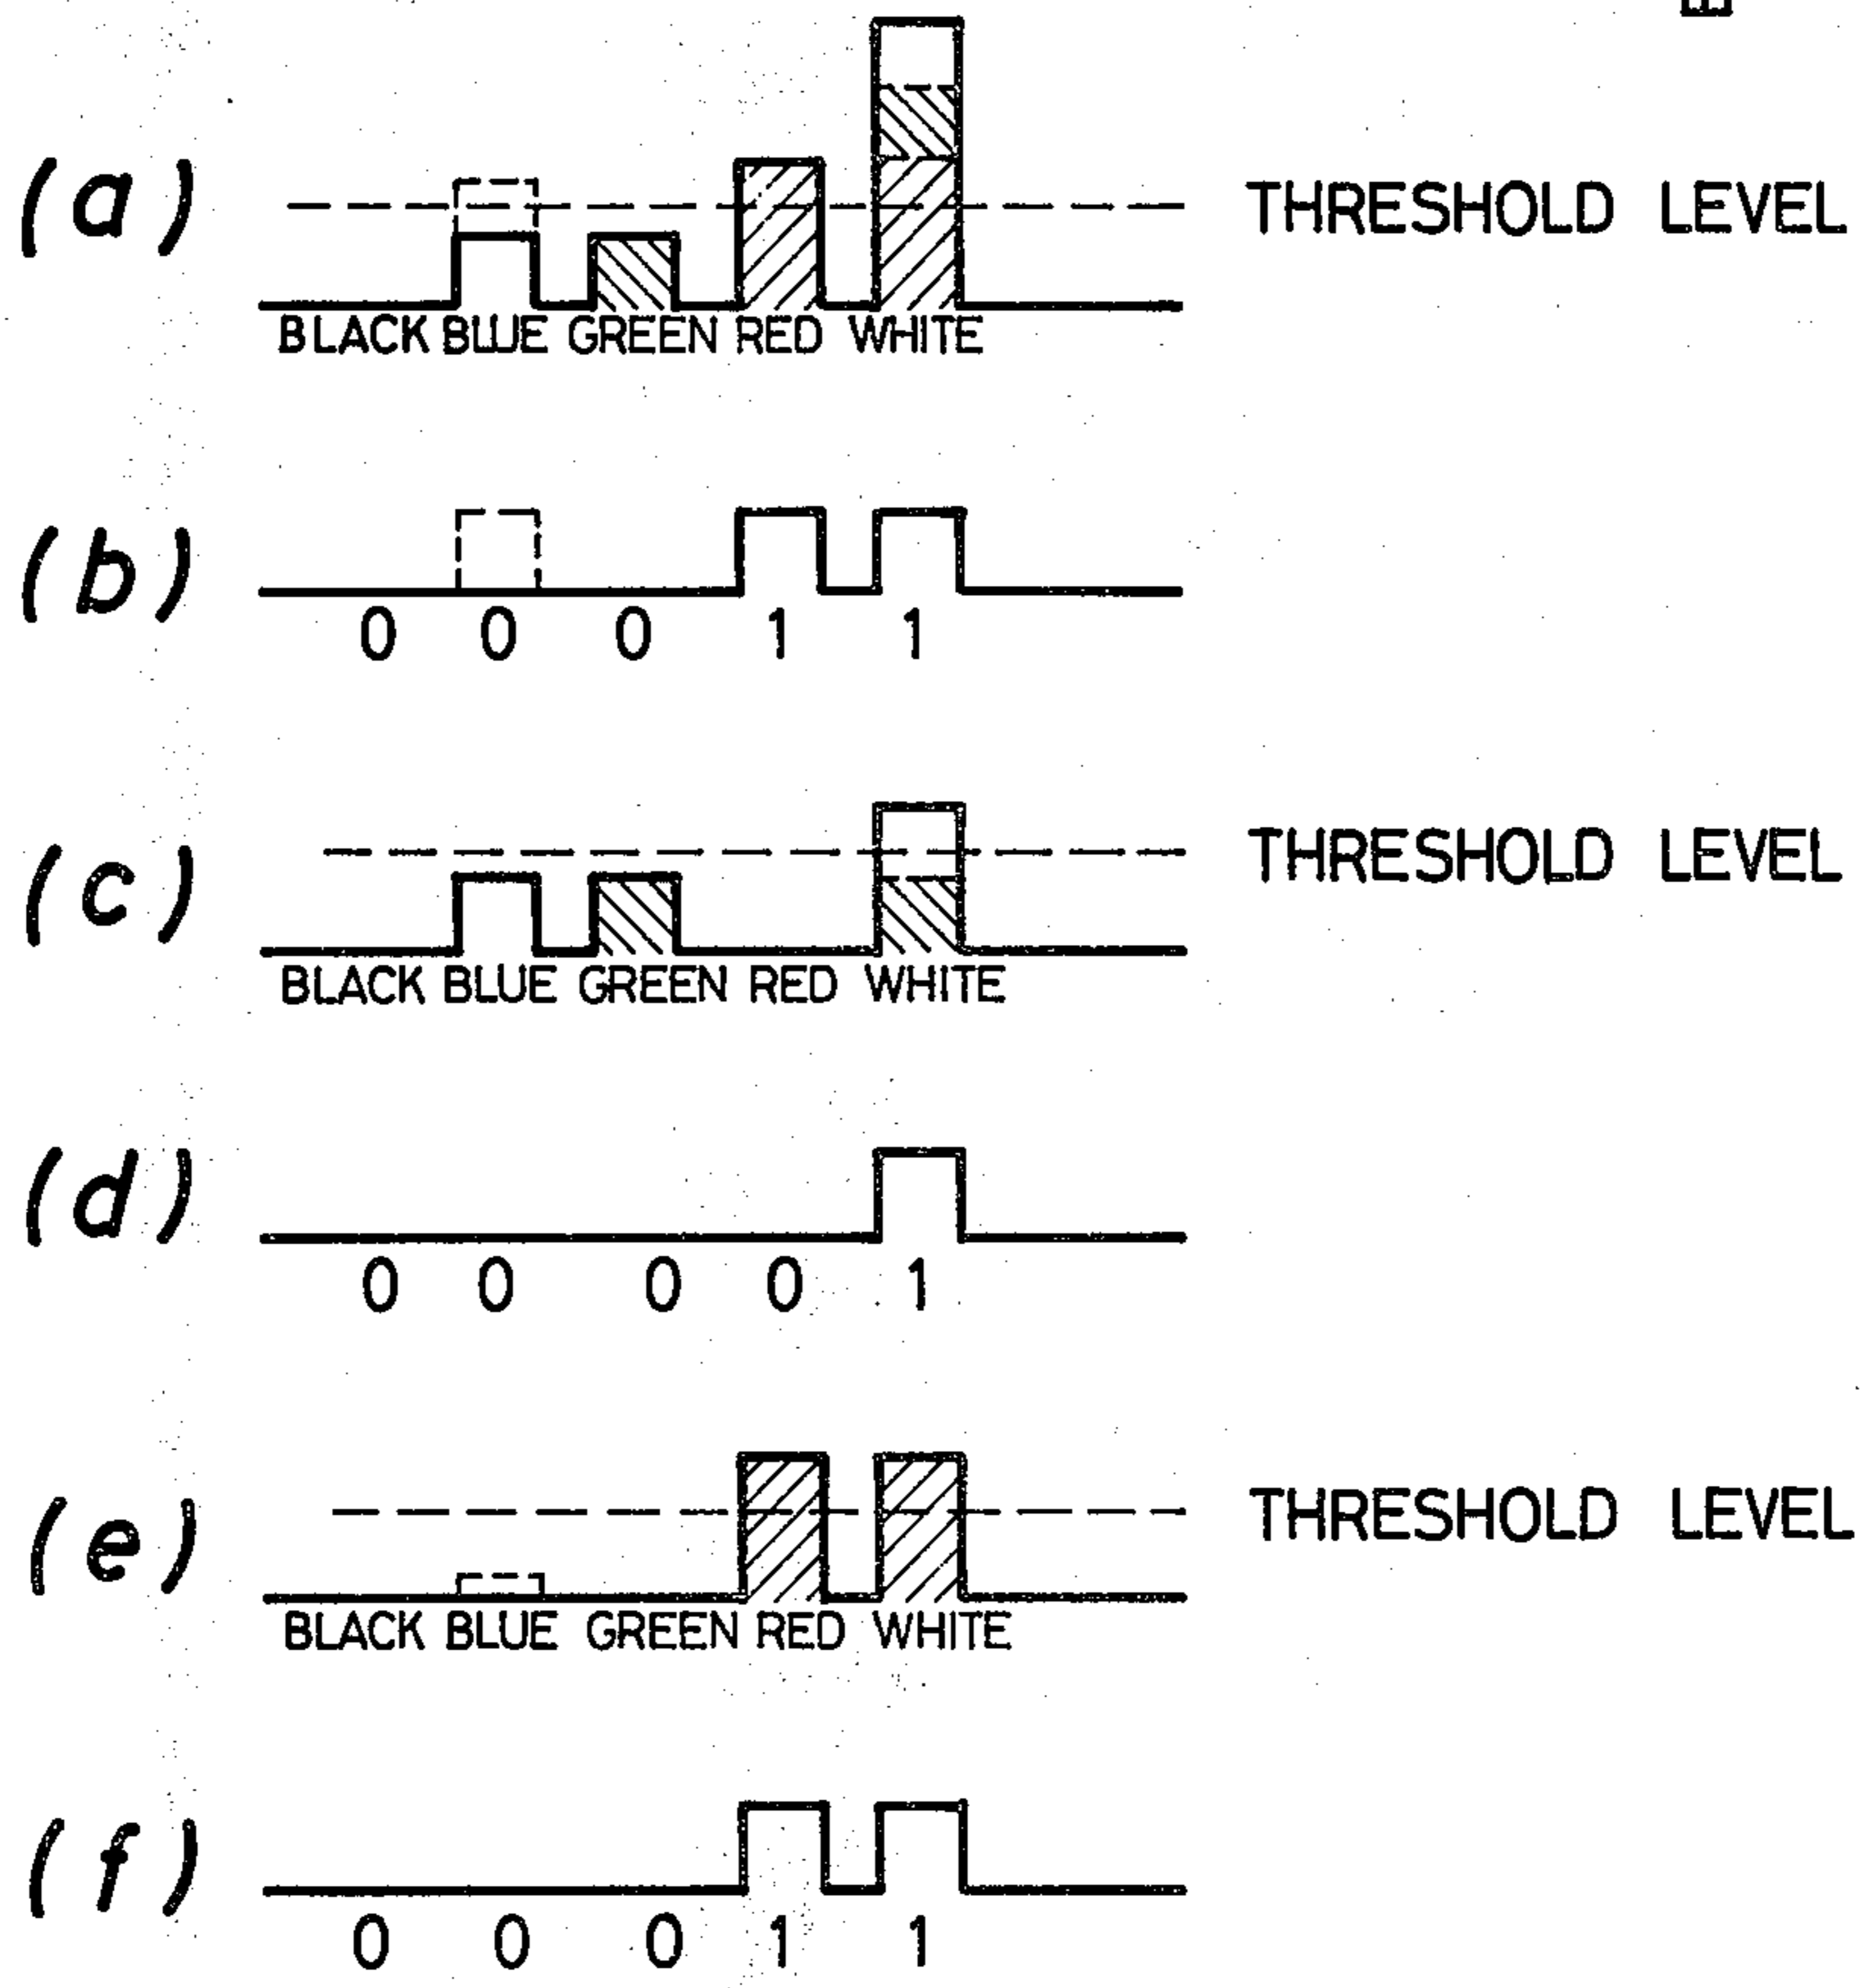 (a)
THRESHOLD LEVEL
BLACK BLUE GREEN RED WHITE
(b)
0 0 0 1 1
(c)
THRESHOLD LEVEL
BLACK BLUE GREEN RED WHITE
(d)
0 0 0 0 1
(e)
THRESHOLD LEVEL
BLACK BLUE GREEN RED WHITE
(f)
0 0 0 1 1